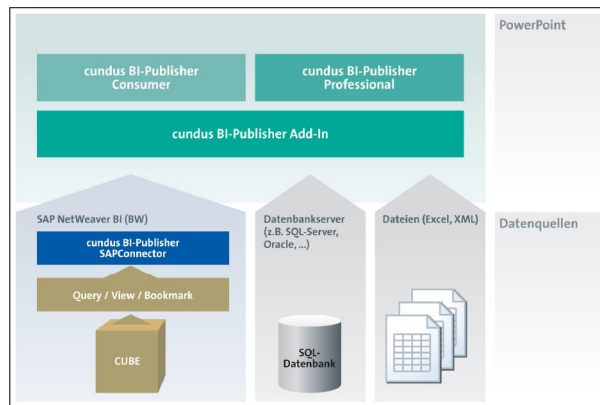 PowerPoint
cundus BI-Publisher
Consumer
cundus BI-Publisher
Professional
cundus BI-Publisher Add-In
SAP NetWeaver BI (BW)
Datenbankserver
(z.B. SQL-Server,
Oracle, ...)
Dateien (Excel, XML)
Datenquellen
cundus BI-Publisher
SAPConnector
Query / View / Bookmark
CUBE
SQL-
Datenbank